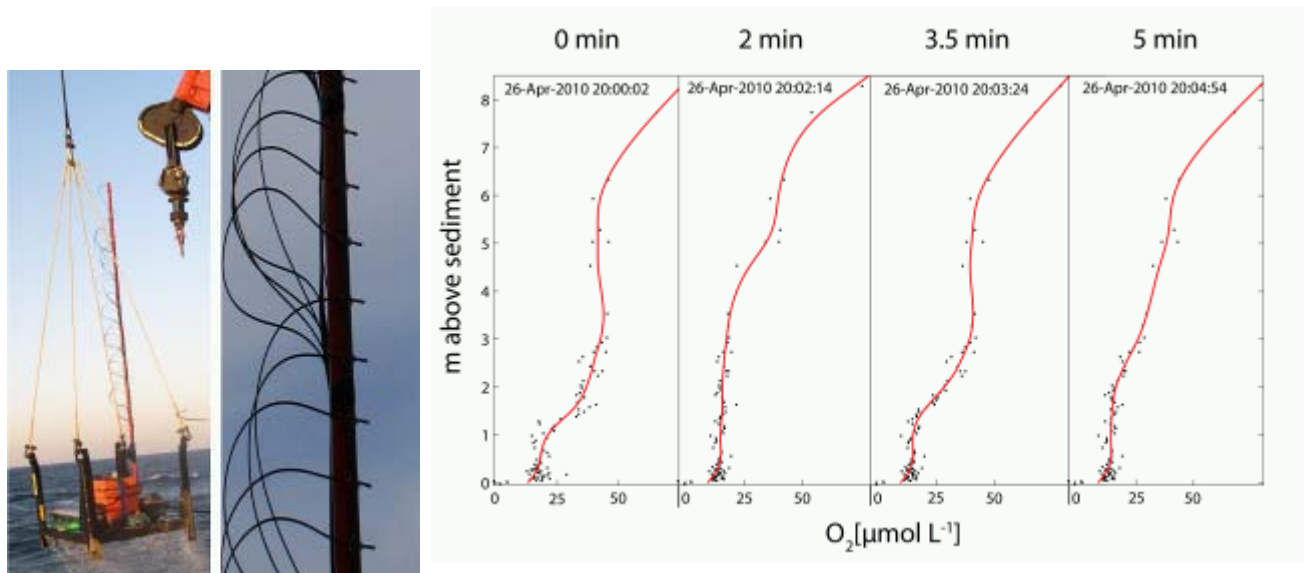 0 min 2 min 3.5 min 5 min
26-Apr-2010 20:00:02 26-Apr-2010 20:02:14 26-Apr-2010 20:03:24 26-Apr-2010 20:04:54
8
7
6
5
4
3
2
1
0
m above sediment
0 25 50 0 25 50 0 25 50 0 25 50
O₂[µmol L⁻¹]